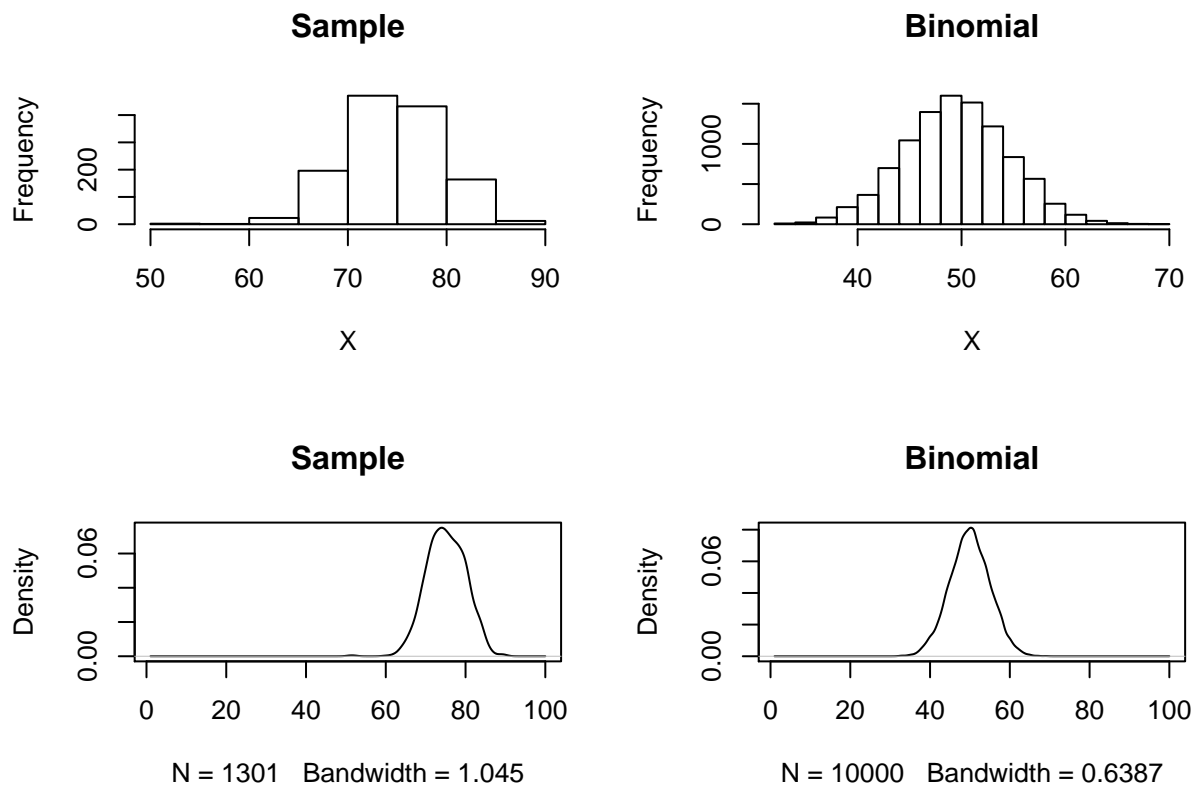 Sample
Frequency
0
200
50 60 70 80 90
X
Binomial
Frequency
0
1000
40 50 60 70
X
Sample
Density
0.00
0.06
0 20 40 60 80 100
N = 1301 Bandwidth = 1.045
Binomial
Density
0.00
0.06
0 20 40 60 80 100
N = 10000 Bandwidth = 0.6387